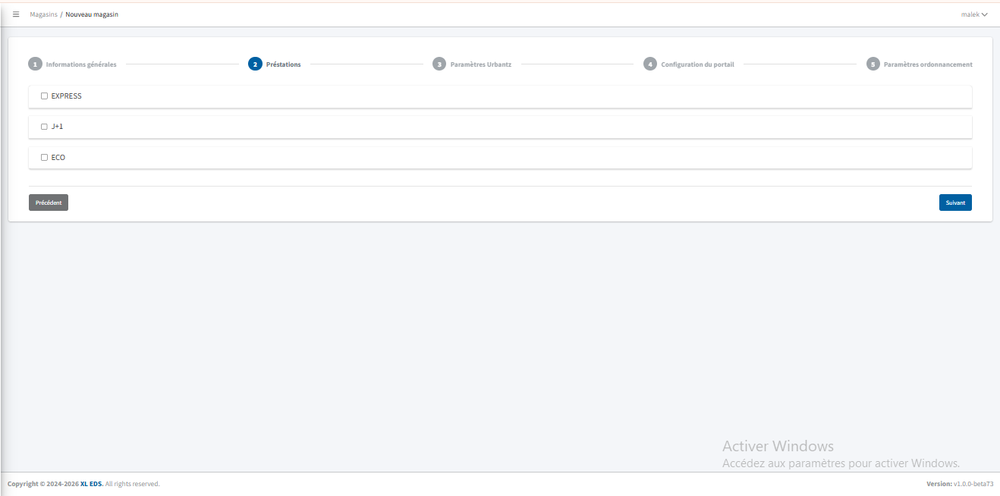 Magasins / Nouveau magasin
malek
1 Informations générales
2 Préstations
3 Paramètres Urbantz
4 Configuration du portail
5 Paramètres ordonnancement
EXPRESS
J+1
ECO
Précédent
Suivant
Activer Windows
Accédez aux paramètres pour activer Windows.
Copyright © 2024-2026 XL EDS. All rights reserved.
Version: v1.0.0-beta73